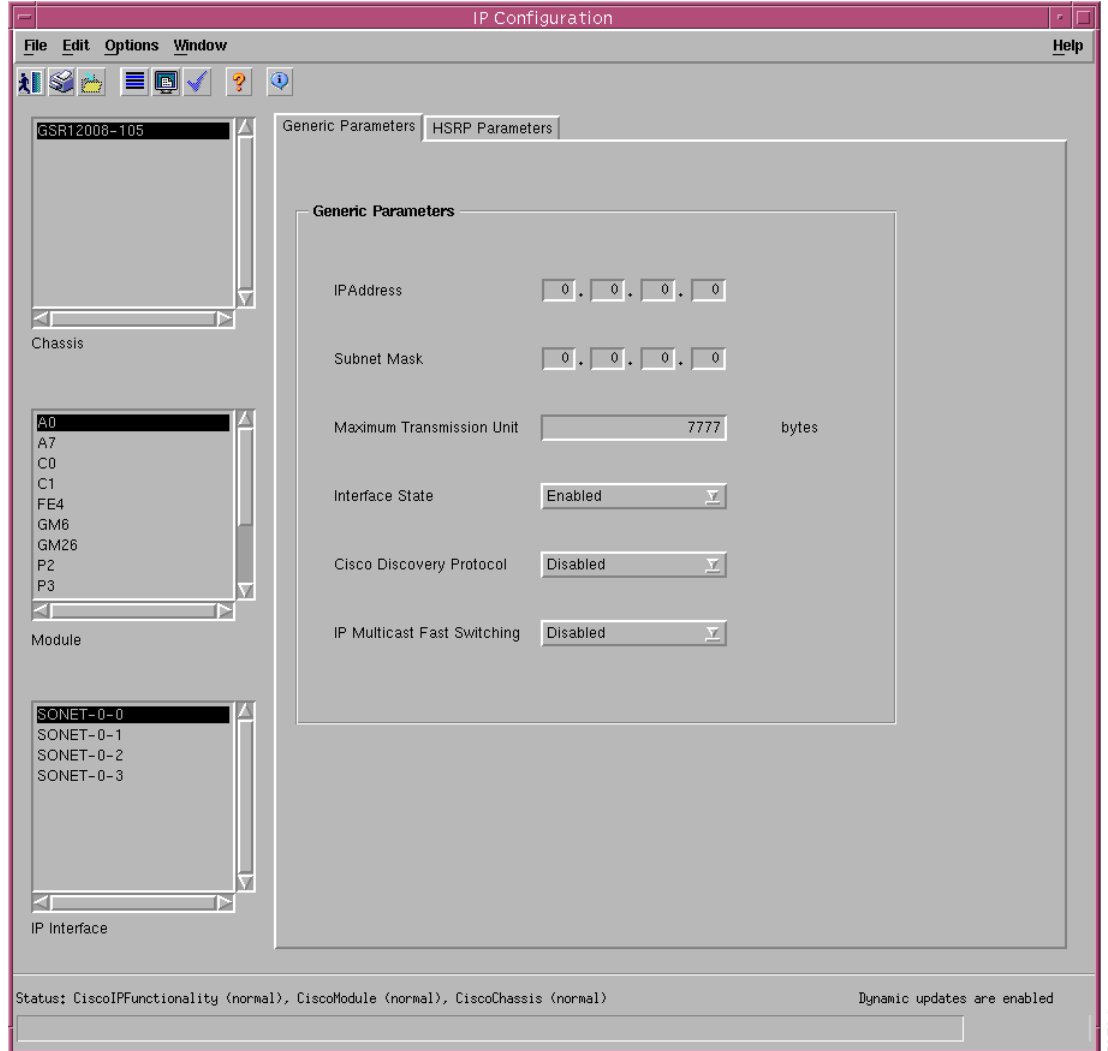 IP Configuration
File Edit Options Window Help
GSR12008-105
Chassis
A0
A7
C0
C1
FE4
GM6
GM26
P2
P3
Module
SONET-0-0
SONET-0-1
SONET-0-2
SONET-0-3
IP Interface
Generic Parameters HSRP Parameters
Generic Parameters
IPAddress 0 . 0 . 0 . 0
Subnet Mask 0 . 0 . 0 . 0
Maximum Transmission Unit 7777 bytes
Interface State Enabled
Cisco Discovery Protocol Disabled
IP Multicast Fast Switching Disabled
Status: CiscoIPFunctionality (normal), CiscoModule (normal), CiscoChassis (normal) Dynamic updates are enabled